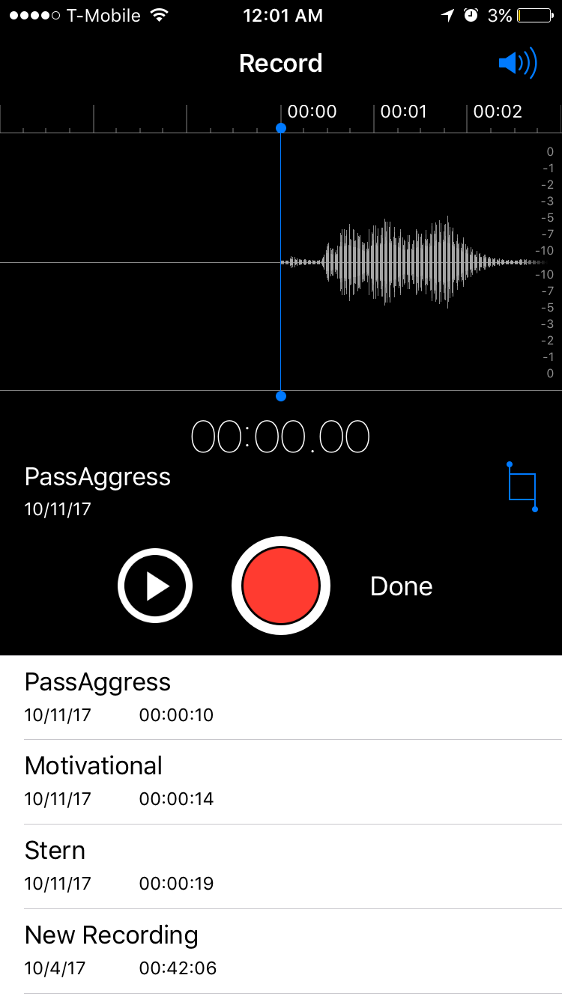 T-Mobile 12:01 AM 3%
Record
00:00 00:01 00:02
0
-1
-2
-3
-5
-7
-10
-10
-7
-5
-3
-2
-1
0
00:00.00
PassAggress
10/11/17
Done
PassAggress
10/11/17 00:00:10
Motivational
10/11/17 00:00:14
Stern
10/11/17 00:00:19
New Recording
10/4/17 00:42:06